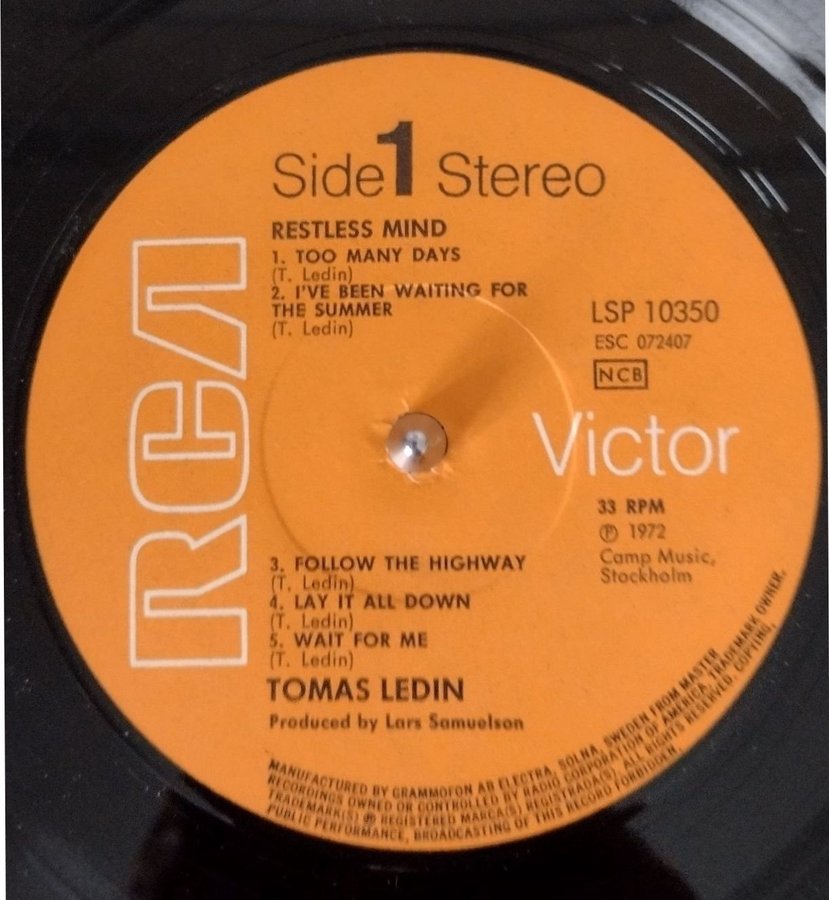 Side 1 Stereo
RESTLESS MIND
1. TOO MANY DAYS
(T. Ledin)
2. I'VE BEEN WAITING FOR
THE SUMMER
(T. Ledin)
LSP 10350
ESC 072407
NCB
RCA
Victor
33 RPM
℗ 1972
Camp Music,
Stockholm
3. FOLLOW THE HIGHWAY
(T. Ledin)
4. LAY IT ALL DOWN
(T. Ledin)
5. WAIT FOR ME
(T. Ledin)
TOMAS LEDIN
Produced by Lars Samuelson
MANUFACTURED BY GRAMMOFON AB ELECTRA, SOLNA, SWEDEN FROM MASTER
RECORDINGS OWNED OR CONTROLLED BY RADIO CORPORATION OF AMERICA, TRADEMARK OWNER.
TRADEMARK(S) ® REGISTERED MARCA(S) REGISTRADA(S) ALL RIGHTS RESERVED. COPYING,
PUBLIC PERFORMANCE, BROADCASTING OF THIS RECORD FORBIDDEN.